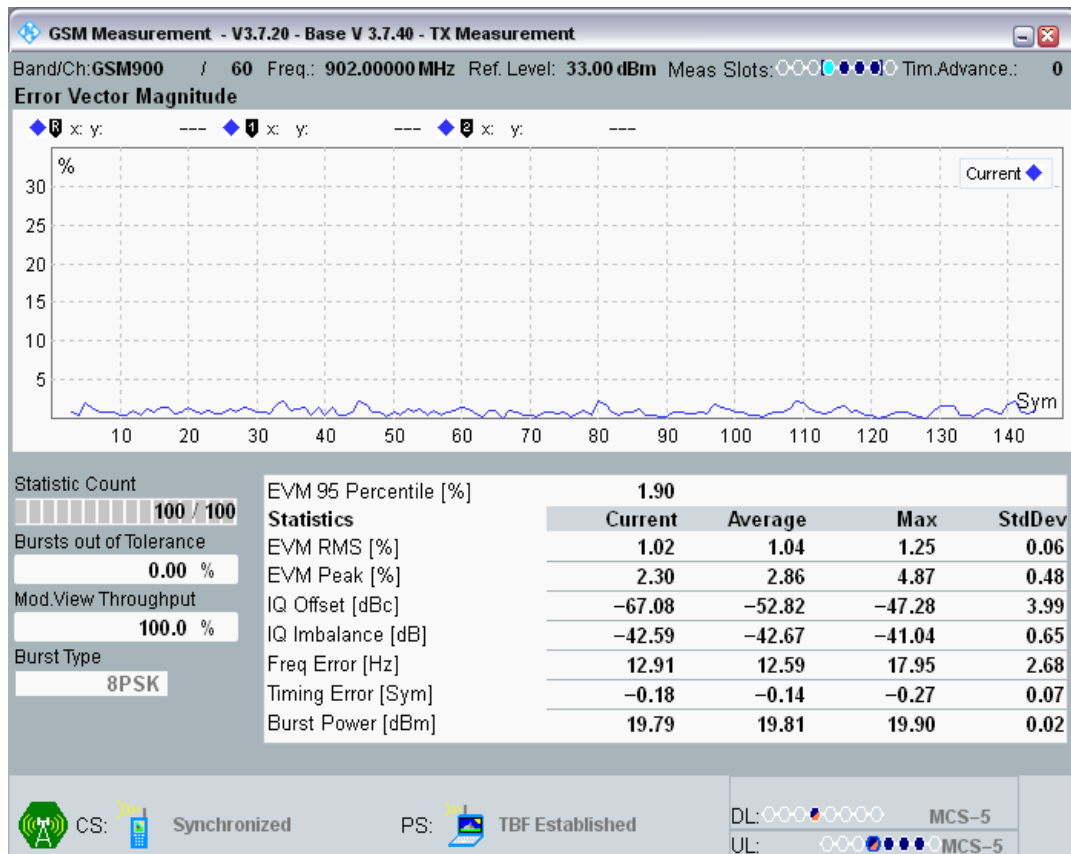 GSM Measurement - V3.7.20 - Base V 3.7.40 - TX Measurement
Band/Ch:GSM900 / 60 Freq.: 902.00000 MHz Ref. Level: 33.00 dBm Meas Slots: Tim.Advance.: 0
Error Vector Magnitude
R x: y: --- 1 x: y: --- 2 x: y: ---
%
Current
30
25
20
15
10
5
Sym
10 20 30 40 50 60 70 80 90 100 110 120 130 140
Statistic Count
100 / 100
Bursts out of Tolerance
0.00 %
Mod.View Throughput
100.0 %
Burst Type
8PSK
EVM 95 Percentile [%] 1.90
Statistics Current Average Max StdDev
EVM RMS [%] 1.02 1.04 1.25 0.06
EVM Peak [%] 2.30 2.86 4.87 0.48
IQ Offset [dBc] −67.08 −52.82 −47.28 3.99
IQ Imbalance [dB] −42.59 −42.67 −41.04 0.65
Freq Error [Hz] 12.91 12.59 17.95 2.68
Timing Error [Sym] −0.18 −0.14 −0.27 0.07
Burst Power [dBm] 19.79 19.81 19.90 0.02
CS: Synchronized PS: TBF Established
DL: MCS−5
UL: MCS−5